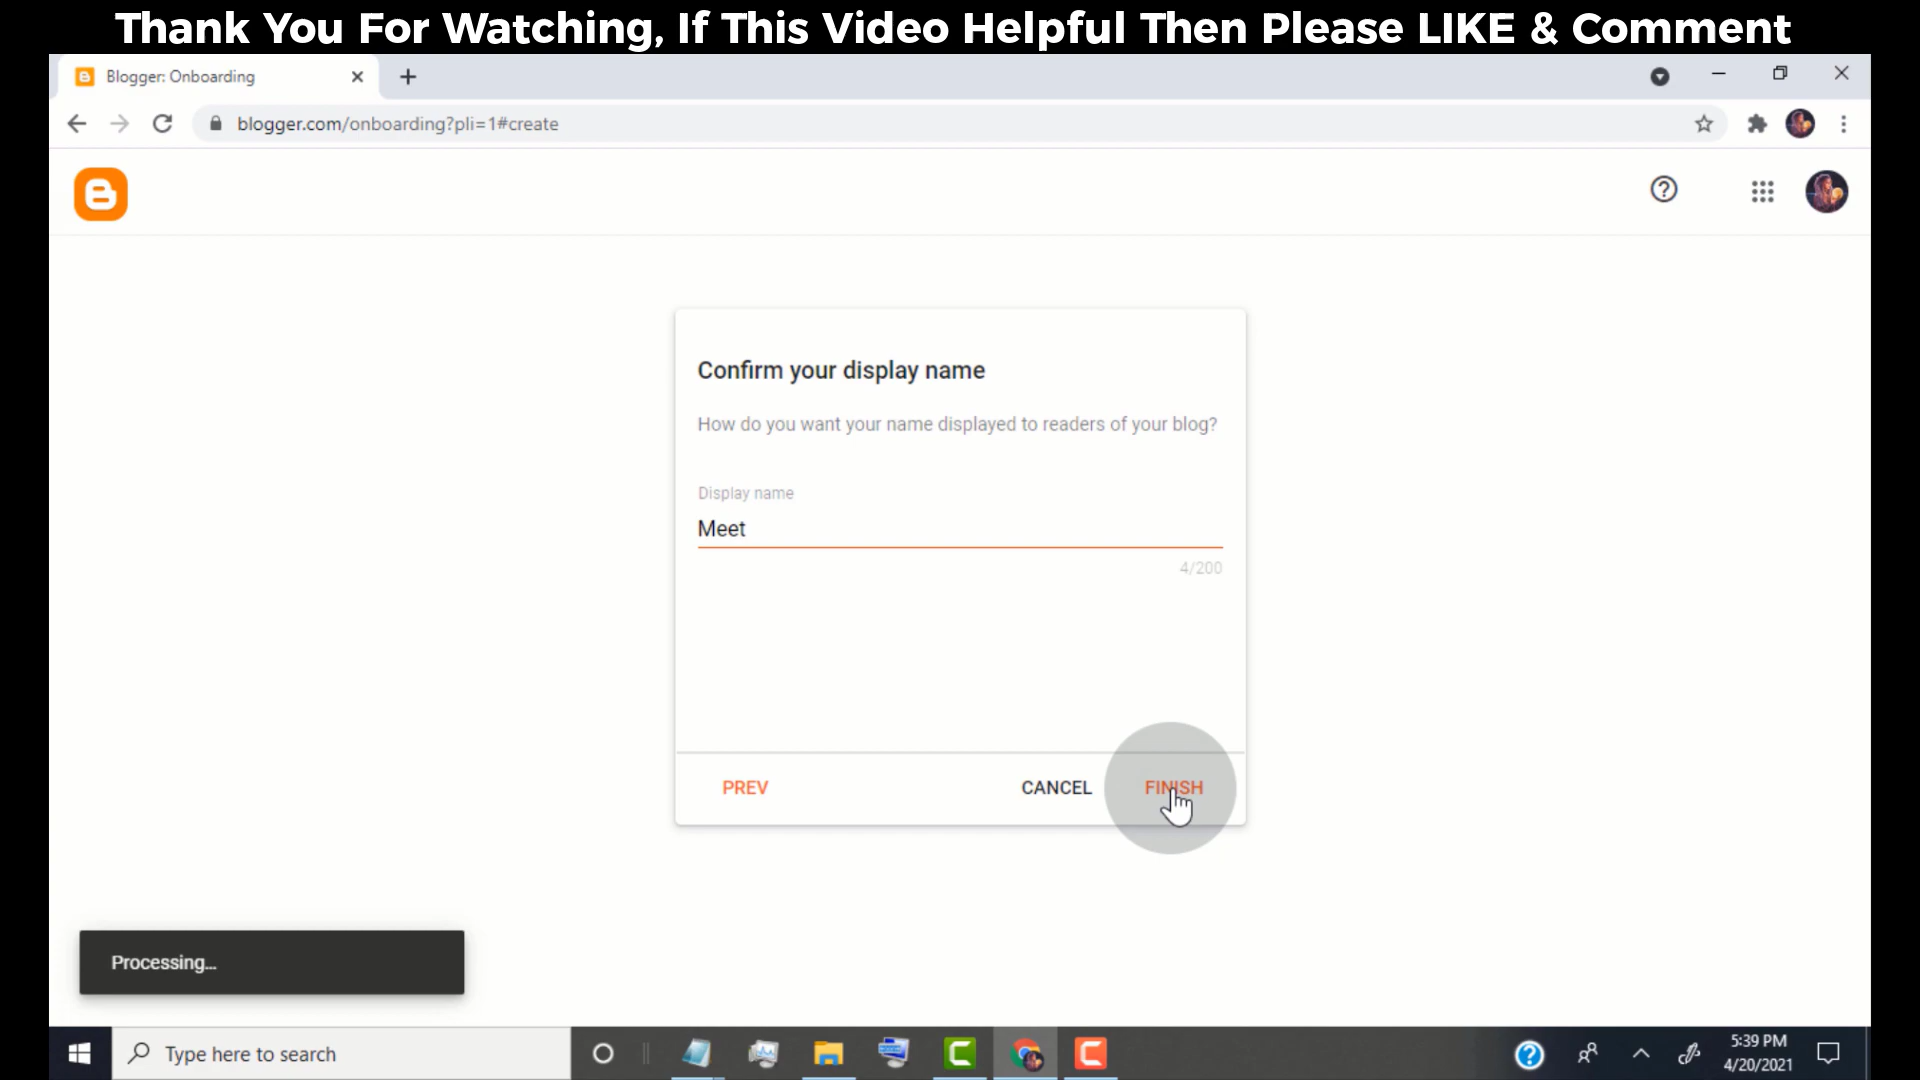 Thank You For Watching, If This Video Helpful Then Please LIKE & Comment
Blogger: Onboarding
blogger.com/onboarding?pli=1#create
Confirm your display name
How do you want your name displayed to readers of your blog?
Display name
Meet
4/200
PREV CANCEL FINISH
Processing...
Type here to search
5:39 PM
4/20/2021